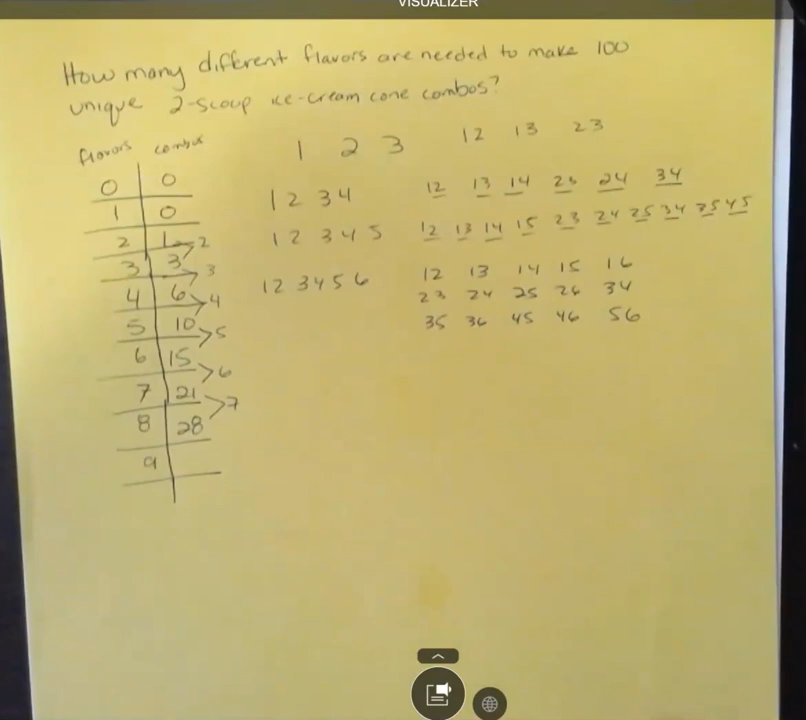 VISUALIZER
How many different flavors are needed to make 100
unique 2-scoup ice-cream cone combos?
flavors combos
0 0
1 0
2 1
3 3
4 6
5 10
6 15
7 21
8 28
9
>2
>3
>4
>5
>6
>7
1 2 3 12 13 23
1 2 3 4 12 13 14 23 24 34
1 2 3 4 5 12 13 14 15 23 24 25 34 35 45
1 2 3 4 5 6 12 13 14 15 16
23 24 25 26 34
35 36 45 46 56